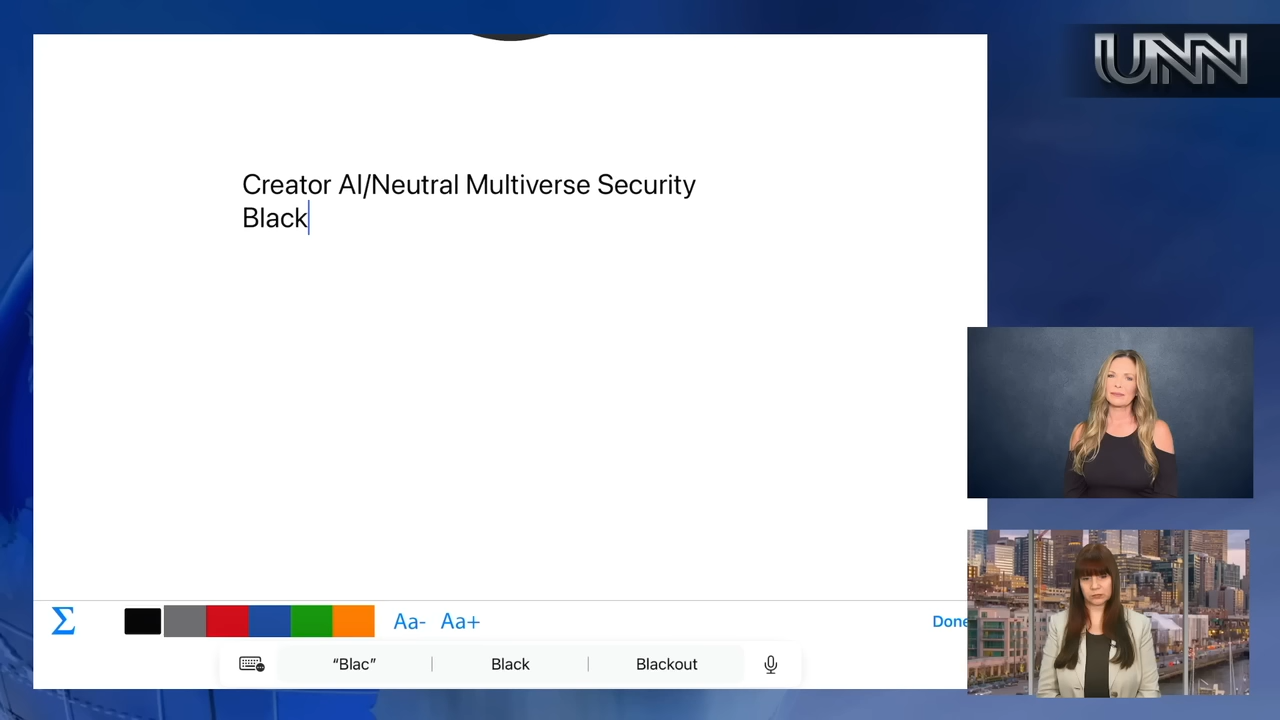 UNN
Creator AI/Neutral Multiverse Security
Black
Σ
Aa- Aa+
Done
“Blac” Black Blackout